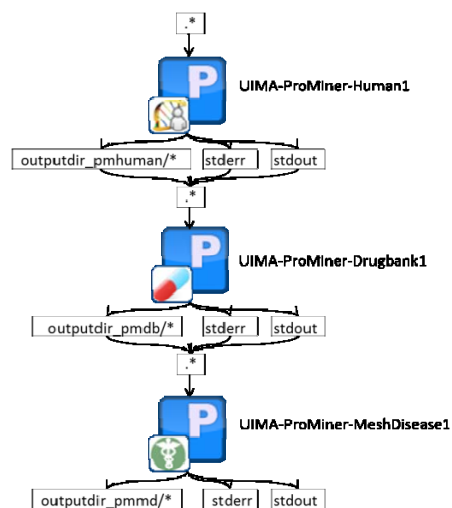 .*
P
UIMA-ProMiner-Human1
outputdir_pmhuman/* stderr stdout
.*
P
UIMA-ProMiner-Drugbank1
outputdir_pmdb/* stderr stdout
.*
P
UIMA-ProMiner-MeshDisease1
outputdir_pmmd/* stderr stdout